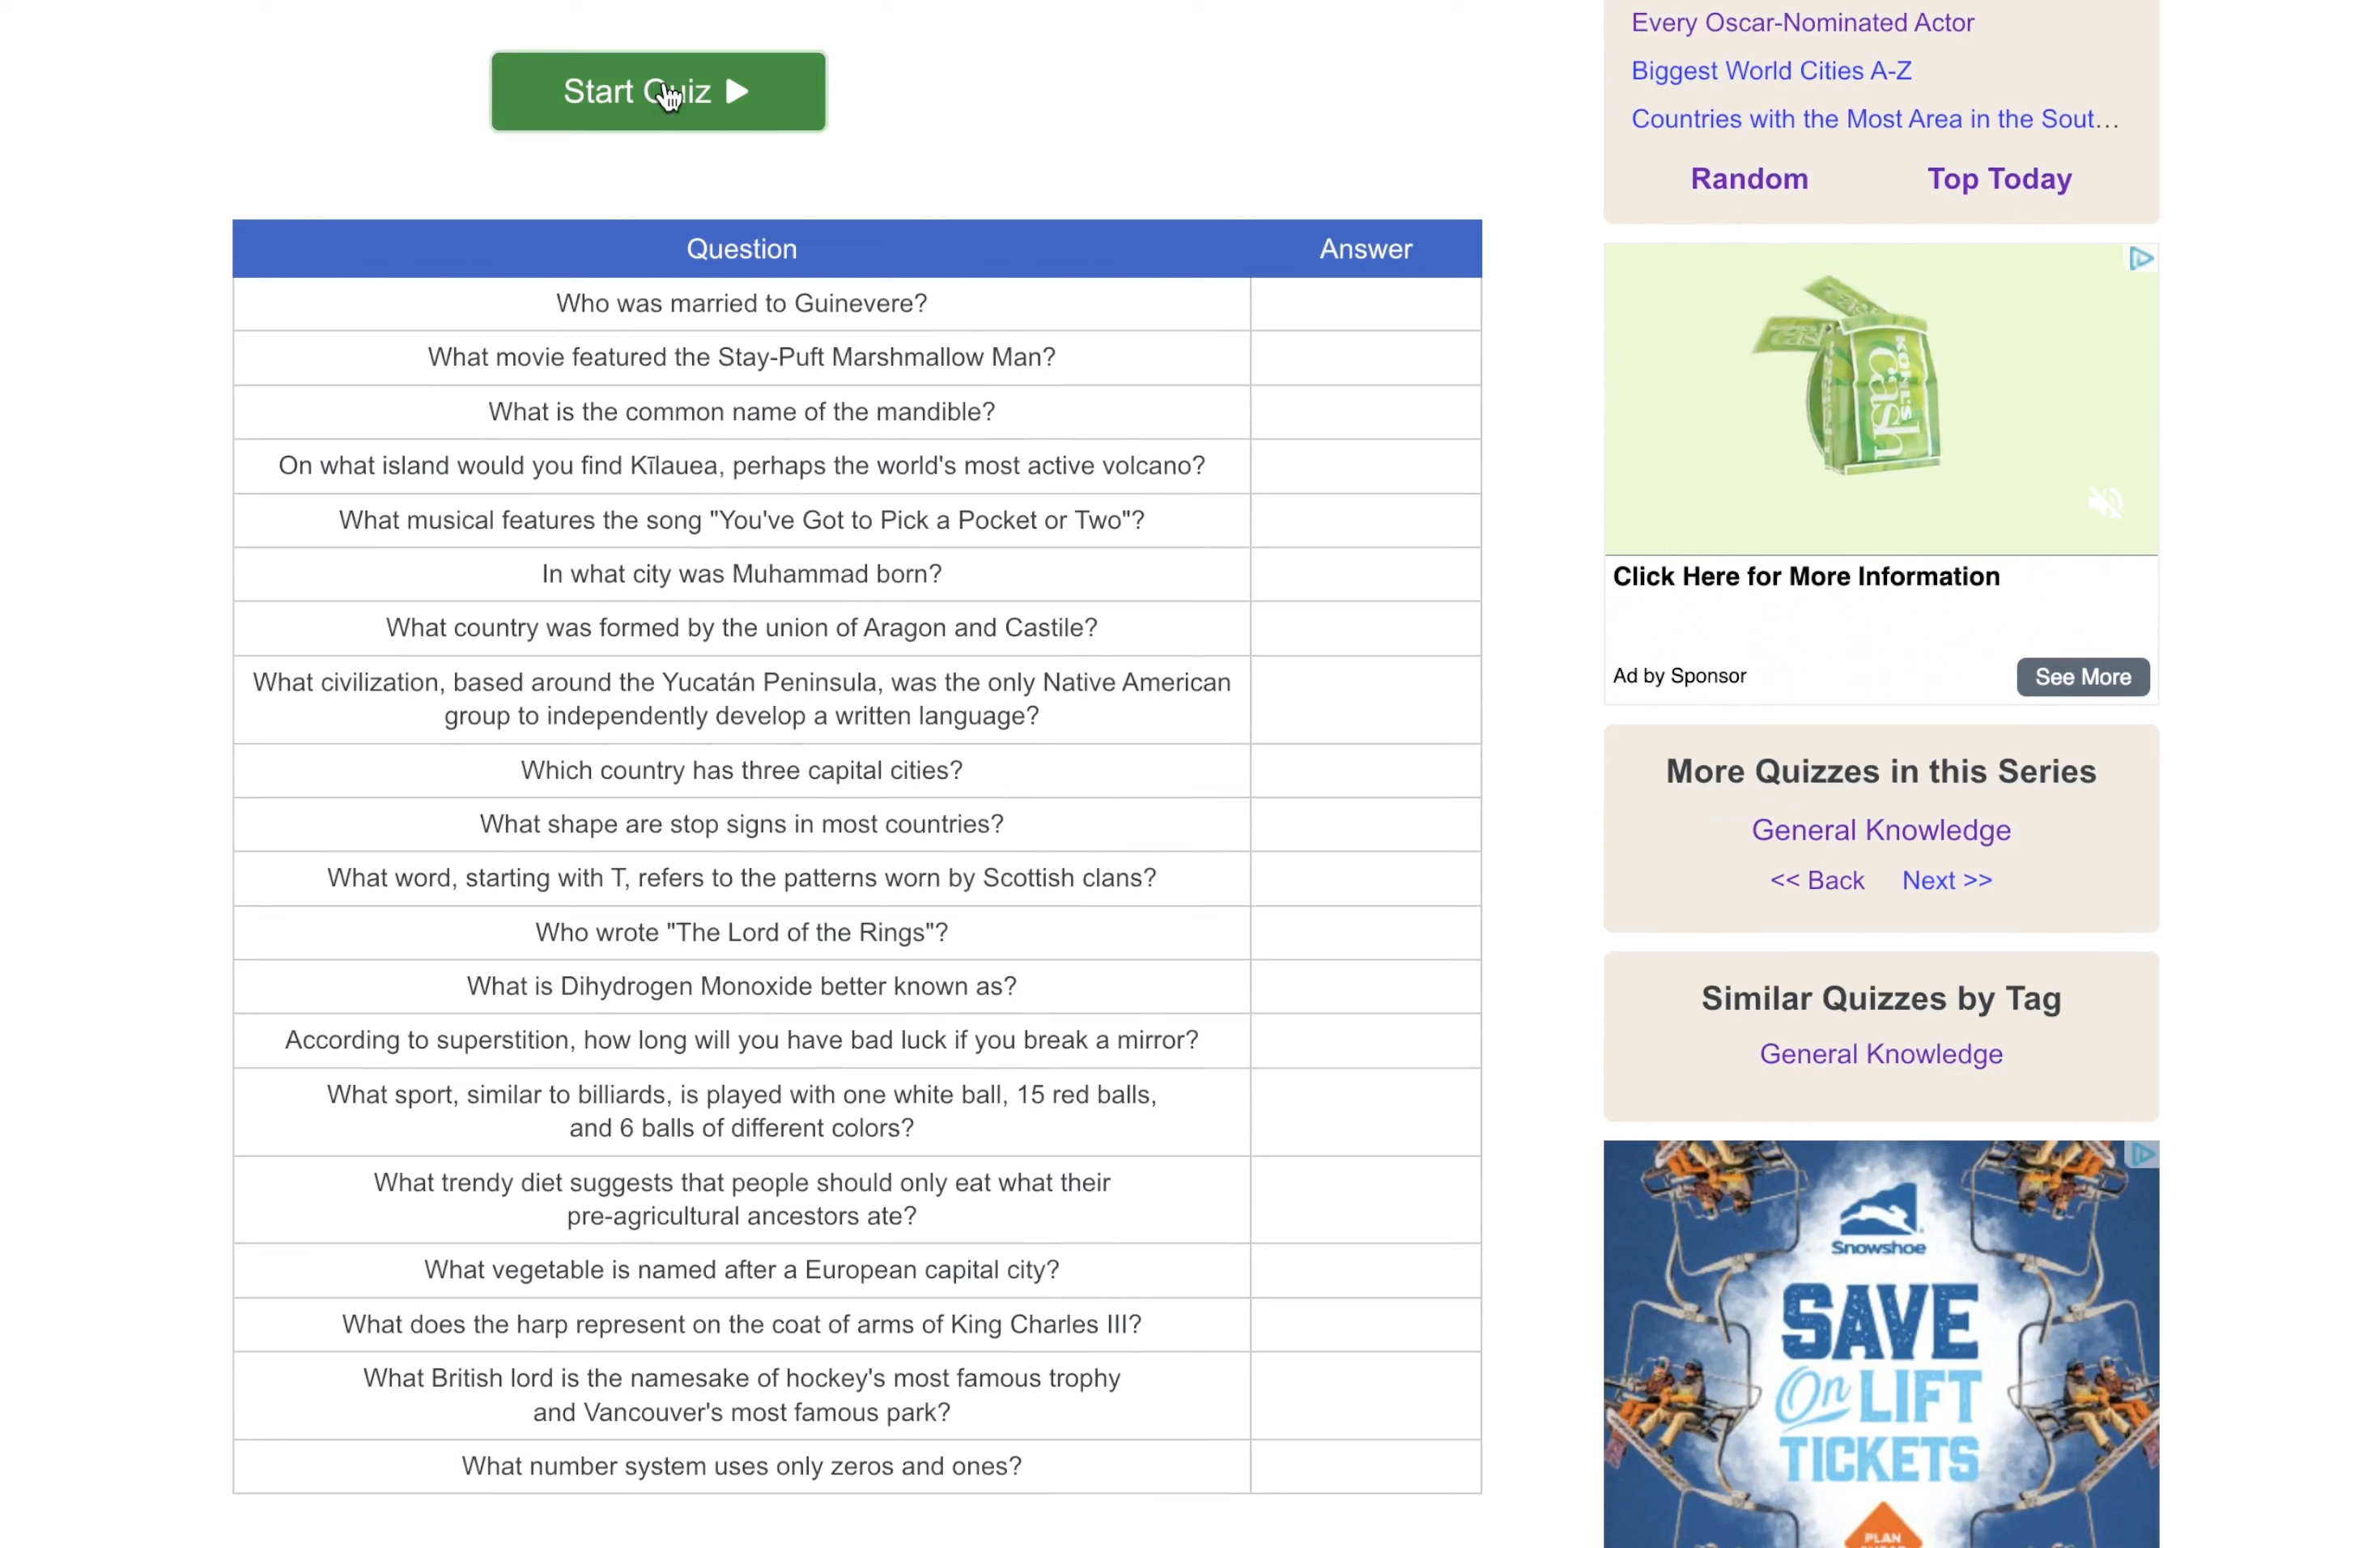 Start Quiz
Question
Answer
Who was married to Guinevere?
What movie featured the Stay-Puft Marshmallow Man?
What is the common name of the mandible?
On what island would you find Kīlauea, perhaps the world's most active volcano?
What musical features the song "You've Got to Pick a Pocket or Two"?
In what city was Muhammad born?
What country was formed by the union of Aragon and Castile?
What civilization, based around the Yucatán Peninsula, was the only Native American
group to independently develop a written language?
Which country has three capital cities?
What shape are stop signs in most countries?
What word, starting with T, refers to the patterns worn by Scottish clans?
Who wrote "The Lord of the Rings"?
What is Dihydrogen Monoxide better known as?
According to superstition, how long will you have bad luck if you break a mirror?
What sport, similar to billiards, is played with one white ball, 15 red balls,
and 6 balls of different colors?
What trendy diet suggests that people should only eat what their
pre-agricultural ancestors ate?
What vegetable is named after a European capital city?
What does the harp represent on the coat of arms of King Charles III?
What British lord is the namesake of hockey's most famous trophy
and Vancouver's most famous park?
What number system uses only zeros and ones?
Every Oscar-Nominated Actor
Biggest World Cities A-Z
Countries with the Most Area in the Sout...
Random
Top Today
KOHL'S
Cash
Click Here for More Information
Ad by Sponsor
See More
More Quizzes in this Series
General Knowledge
<< Back
Next >>
Similar Quizzes by Tag
General Knowledge
Snowshoe
SAVE
On LIFT
TICKETS
PLAN